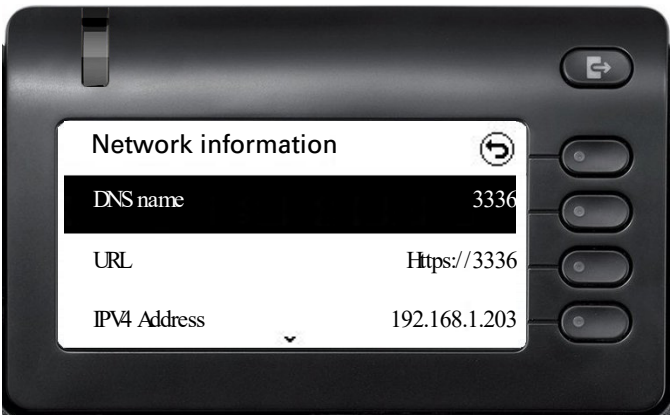 Network information
DNS name 3336
URL Https://3336
IPV4 Address 192.168.1.203